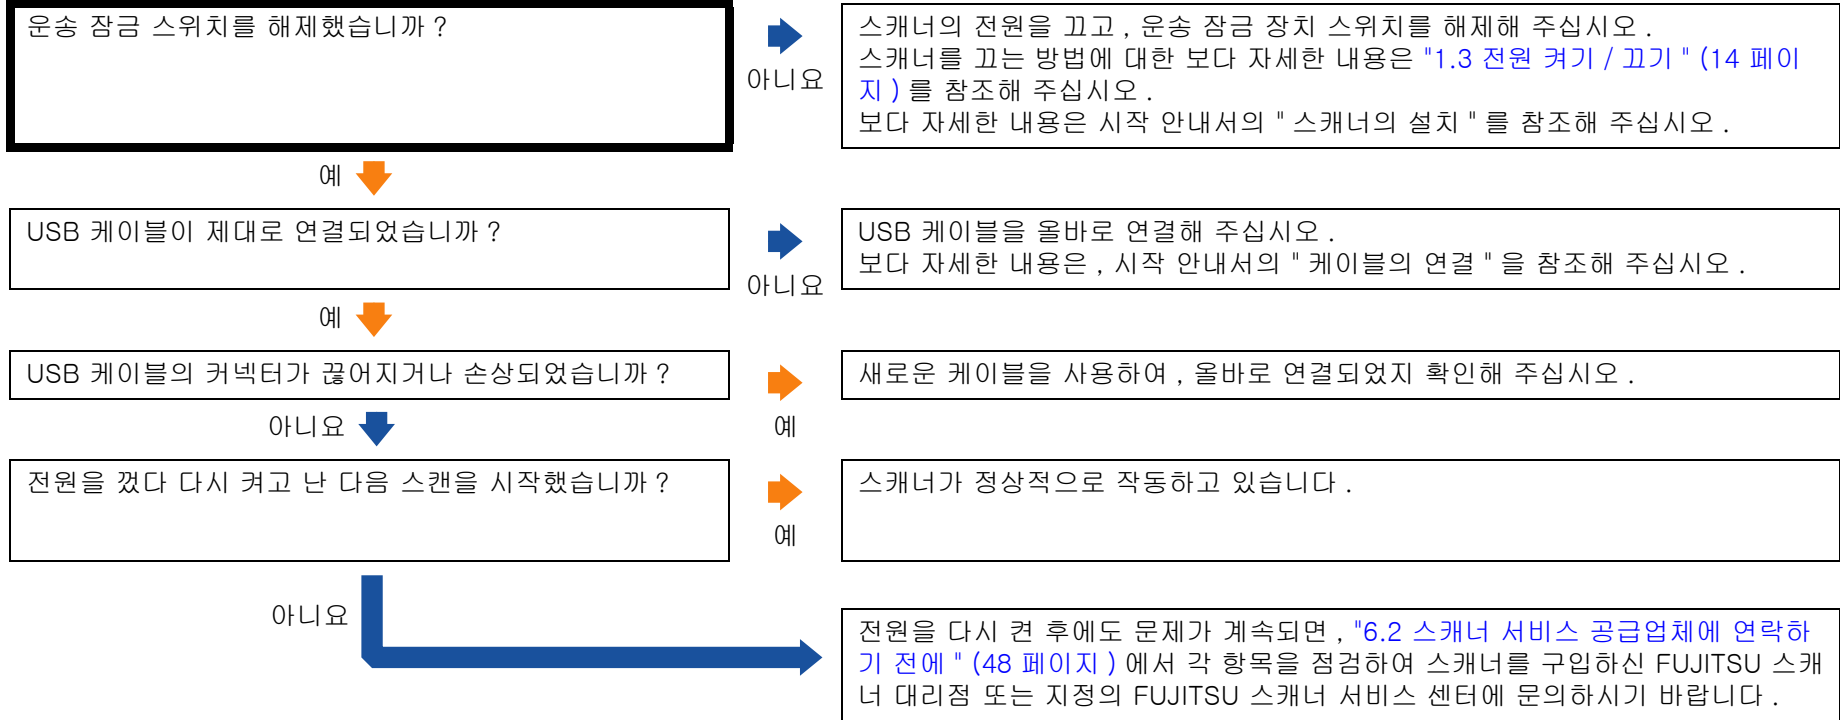 운송 잠금 스위치를 해제했습니까 ?
아니요
스캐너의 전원을 끄고 , 운송 잠금 장치 스위치를 해제해 주십시오 .
스캐너를 끄는 방법에 대한 보다 자세한 내용은 "1.3 전원 켜기 / 끄기 " (14 페이
지 ) 를 참조해 주십시오 .
보다 자세한 내용은 시작 안내서의 " 스캐너의 설치 " 를 참조해 주십시오 .
예
USB 케이블이 제대로 연결되었습니까 ?
아니요
USB 케이블을 올바로 연결해 주십시오 .
보다 자세한 내용은 , 시작 안내서의 " 케이블의 연결 " 을 참조해 주십시오 .
예
USB 케이블의 커넥터가 끊어지거나 손상되었습니까 ?
예
새로운 케이블을 사용하여 , 올바로 연결되었지 확인해 주십시오 .
아니요
전원을 껐다 다시 켜고 난 다음 스캔을 시작했습니까 ?
예
스캐너가 정상적으로 작동하고 있습니다 .
아니요
전원을 다시 켠 후에도 문제가 계속되면 , "6.2 스캐너 서비스 공급업체에 연락하
기 전에 " (48 페이지 ) 에서 각 항목을 점검하여 스캐너를 구입하신 FUJITSU 스캐
너 대리점 또는 지정의 FUJITSU 스캐너 서비스 센터에 문의하시기 바랍니다 .